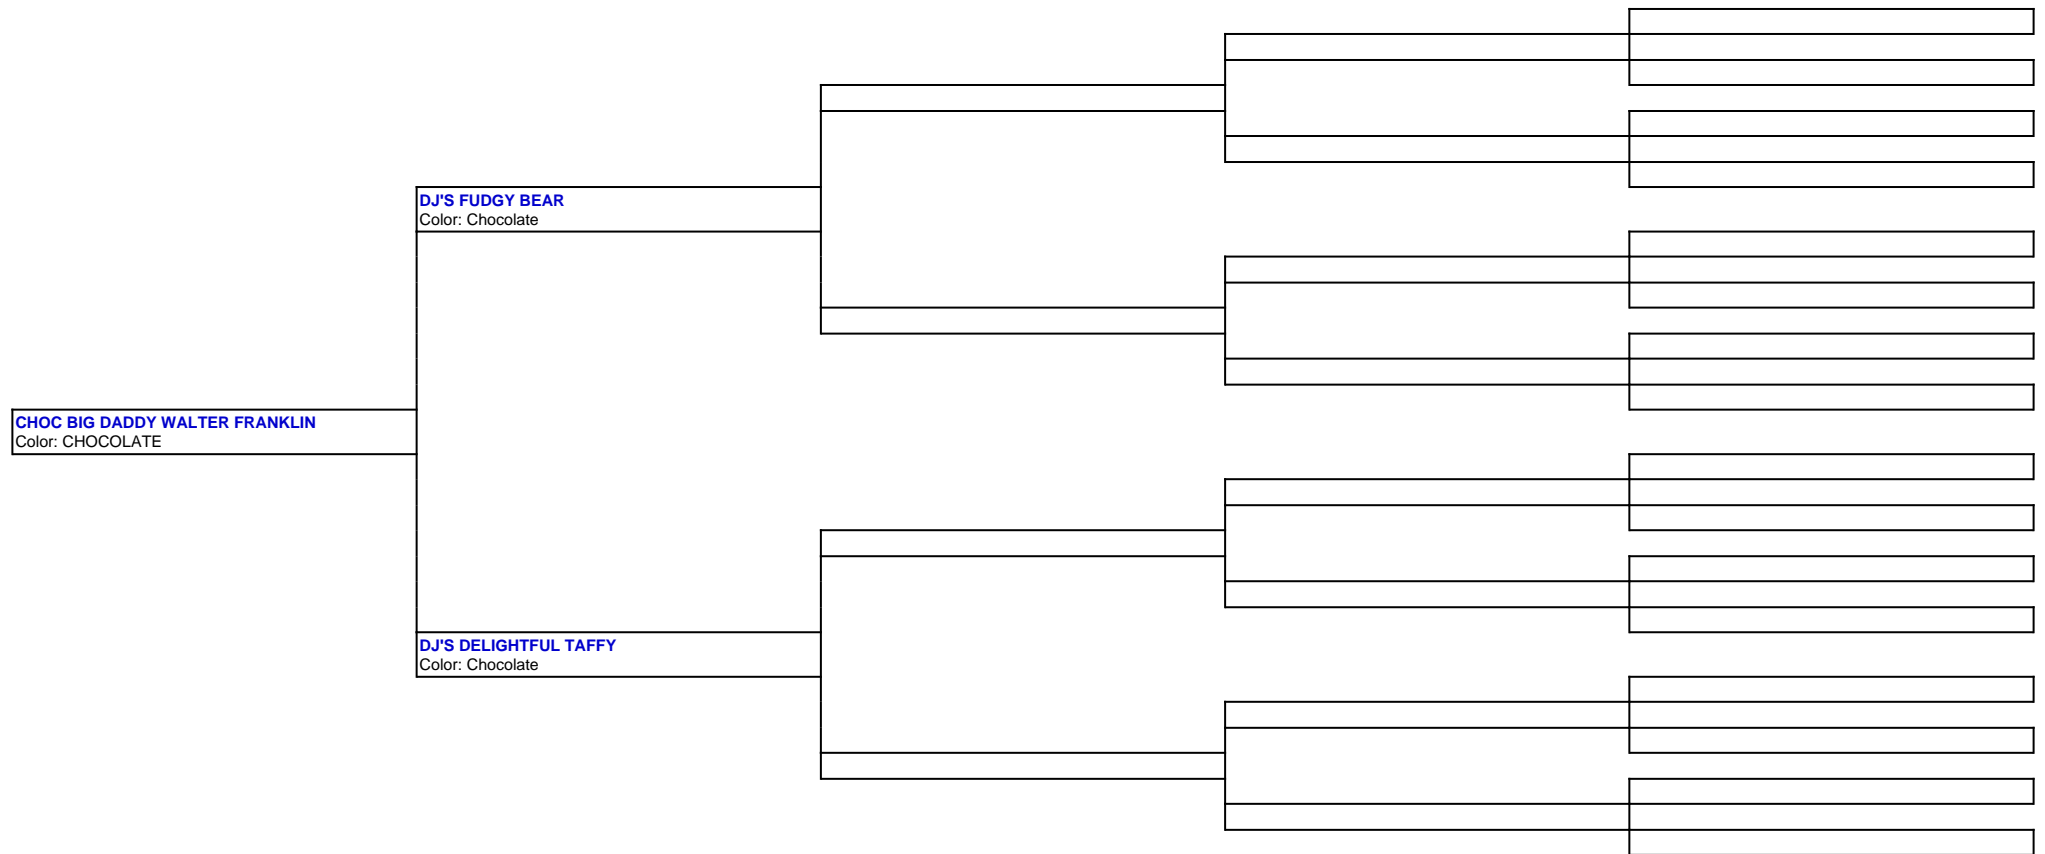 DJ'S FUDGY BEAR
Color: Chocolate
CHOC BIG DADDY WALTER FRANKLIN
Color: CHOCOLATE
DJ'S DELIGHTFUL TAFFY
Color: Chocolate